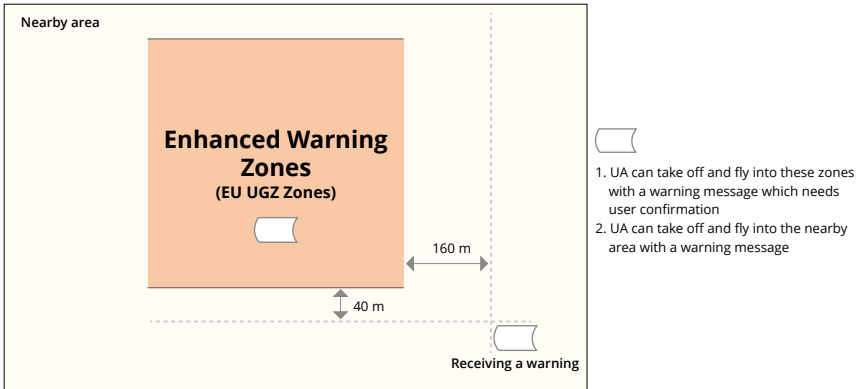 Nearby area
Enhanced Warning
Zones
(EU UGZ Zones)
160 m
40 m
Receiving a warning
1. UA can take off and fly into these zones
with a warning message which needs
user confirmation
2. UA can take off and fly into the nearby
area with a warning message